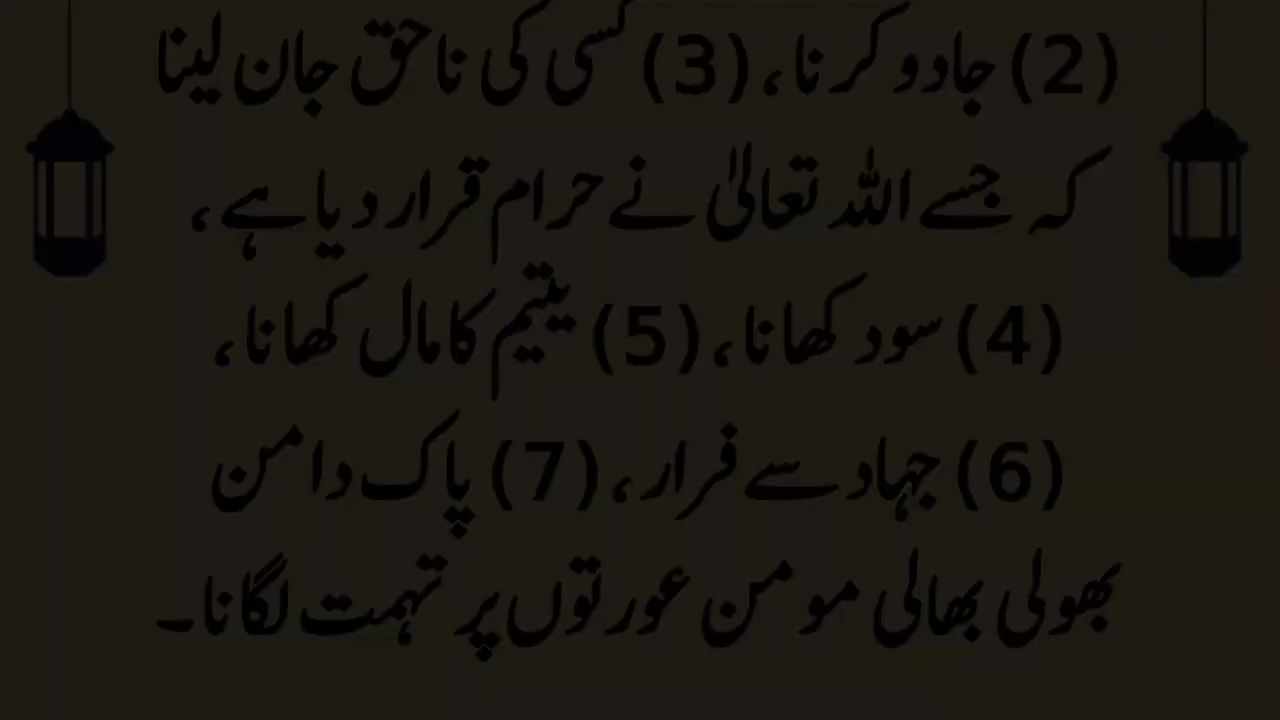 (2) جادو کرنا، (3) کسی کی ناحق جان لینا
کہ جسے اللہ تعالیٰ نے حرام قرار دیا ہے،
(4) سود کھانا، (5) یتیم کا مال کھانا،
(6) جہاد سے فرار، (7) پاک دامن
بھولی بھالی مومن عورتوں پر تہمت لگانا۔